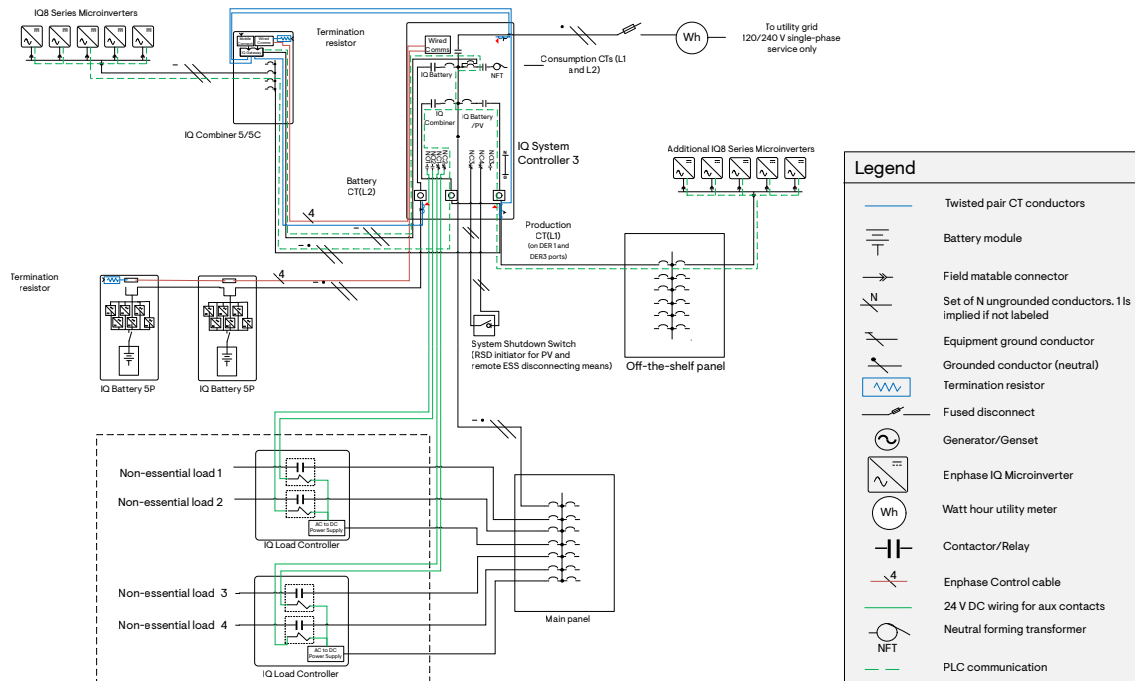 IQ8 Series Microinverters
Termination
resistor
Wired
Comms
IQ Gateway
IQ Combiner 5/5C
Wired
Comms
IQ Battery
NFT
IQ
Combiner
IQ Battery
/PV
Consumption CTs (L1
and L2)
Wh
To utility grid
120/240 V single-phase
service only
IQ System
Controller 3
NO1
NO2
NC1
NC2
Battery
CT(L2)
4
Production
CT(L1)
(on DER 1 and
DER3 ports)
Additional IQ8 Series Microinverters
Off-the-shelf panel
Termination
resistor
4
IQ Battery 5P
IQ Battery 5P
System Shutdown Switch
(RSD initiator for PV and
remote ESS disconnecting means)
Non-essential load 1
Non-essential load 2
AC to DC
Power Supply
IQ Load Controller
Non-essential load 3
Non-essential load 4
AC to DC
Power Supply
IQ Load Controller
Main panel
Legend
Twisted pair CT conductors
Battery module
Field matable connector
N
Set of N ungrounded conductors. 1 Is
implied if not labeled
Equipment ground conductor
Grounded conductor (neutral)
Termination resistor
Fused disconnect
Generator/Genset
Enphase IQ Microinverter
Wh
Watt hour utility meter
Contactor/Relay
4
Enphase Control cable
24 V DC wiring for aux contacts
NFT
Neutral forming transformer
PLC communication